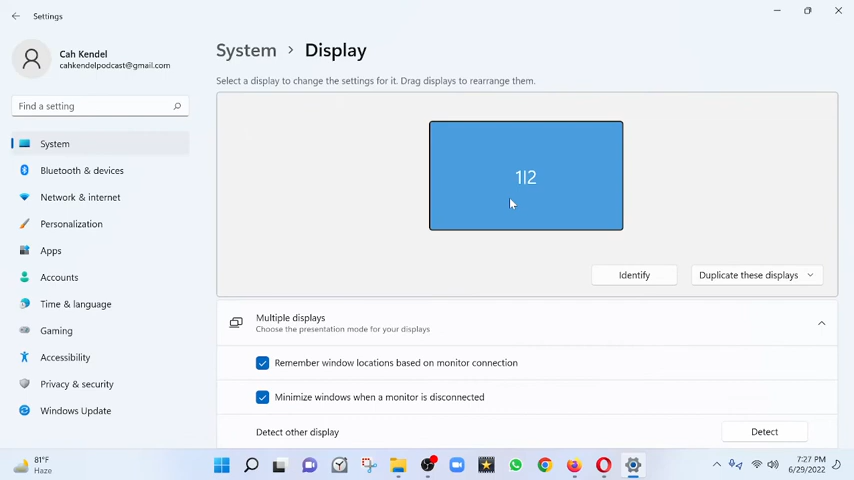 Settings
Cah Kendel
cahkendelpodcast@gmail.com
Find a setting
System
Bluetooth & devices
Network & internet
Personalization
Apps
Accounts
Time & language
Gaming
Accessibility
Privacy & security
Windows Update
System > Display
Select a display to change the settings for it. Drag displays to rearrange them.
1|2
Identify
Duplicate these displays
Multiple displays
Choose the presentation mode for your displays
Remember window locations based on monitor connection
Minimize windows when a monitor is disconnected
Detect other display
Detect
81°F
Haze
7:27 PM
6/29/2022